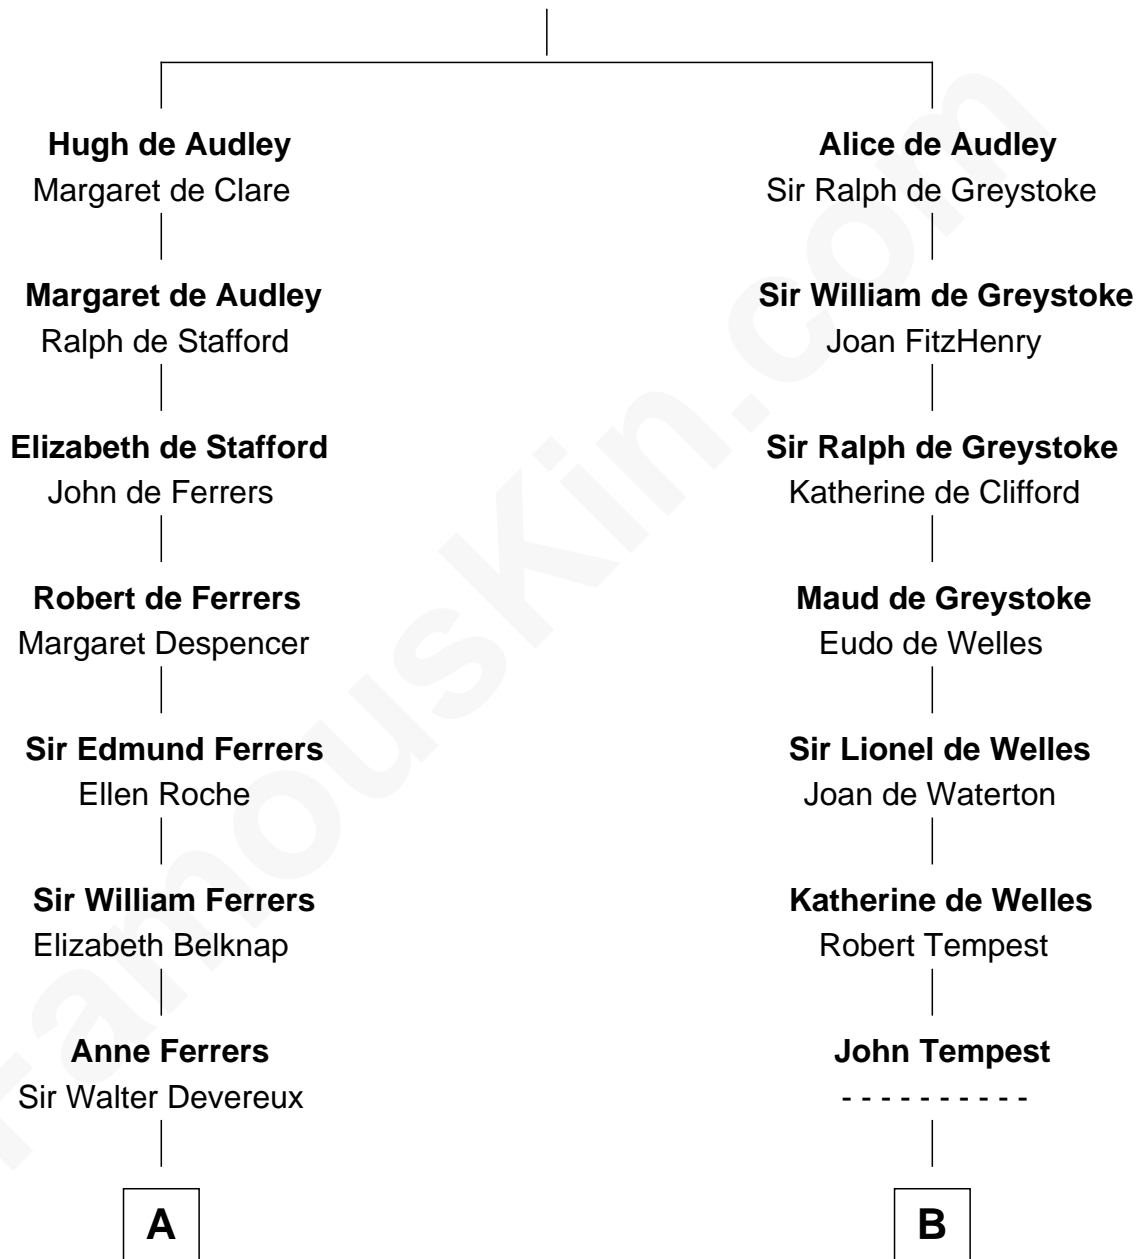 Hugh de Audley
Margaret de Clare
Margaret de Audley
Ralph de Stafford
Elizabeth de Stafford
John de Ferrers
Robert de Ferrers
Margaret Despencer
Sir Edmund Ferrers
Ellen Roche
Sir William Ferrers
Elizabeth Belknap
Anne Ferrers
Sir Walter Devereux
A
Alice de Audley
Sir Ralph de Greystoke
Sir William de Greystoke
Joan FitzHenry
Sir Ralph de Greystoke
Katherine de Clifford
Maud de Greystoke
Eudo de Welles
Sir Lionel de Welles
Joan de Waterton
Katherine de Welles
Robert Tempest
John Tempest
- - - - - - - - - -
B
FamousKin.com